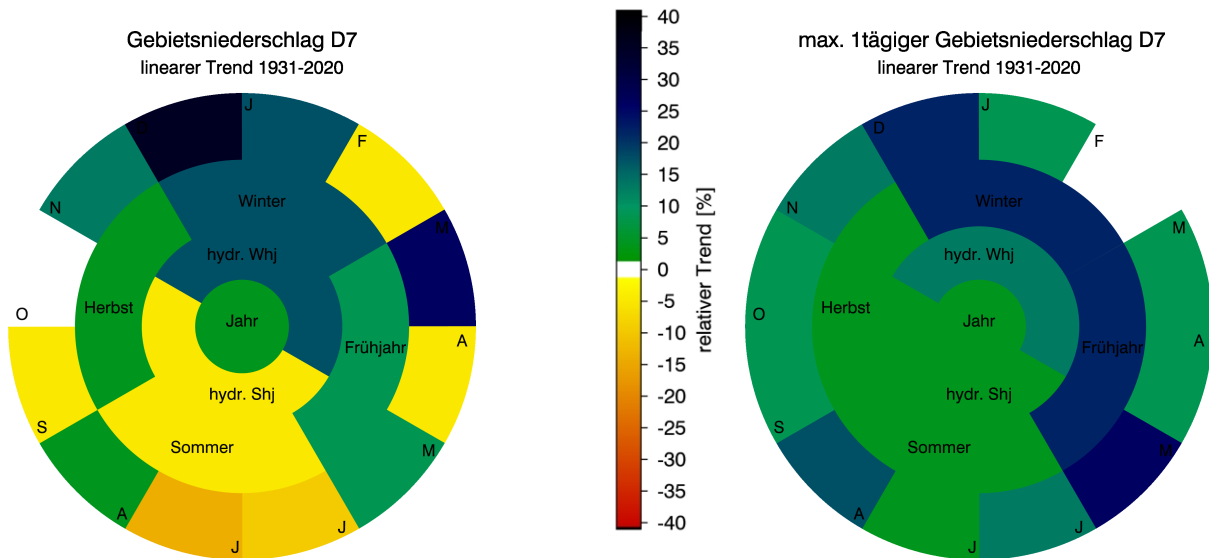 Gebietsniederschlag D7
linearer Trend 1931-2020
J
F
M
A
M
J
J
A
S
O
N
D
Winter
hydr. Whj
Herbst
Jahr
Frühjahr
hydr. Shj
Sommer
40
35
30
25
20
15
10
5
0
-5
-10
-15
-20
-25
-30
-35
-40
relativer Trend [%]
max. 1tägiger Gebietsniederschlag D7
linearer Trend 1931-2020
J
F
M
A
M
J
J
A
S
O
N
D
Winter
hydr. Whj
Herbst
Jahr
Frühjahr
hydr. Shj
Sommer